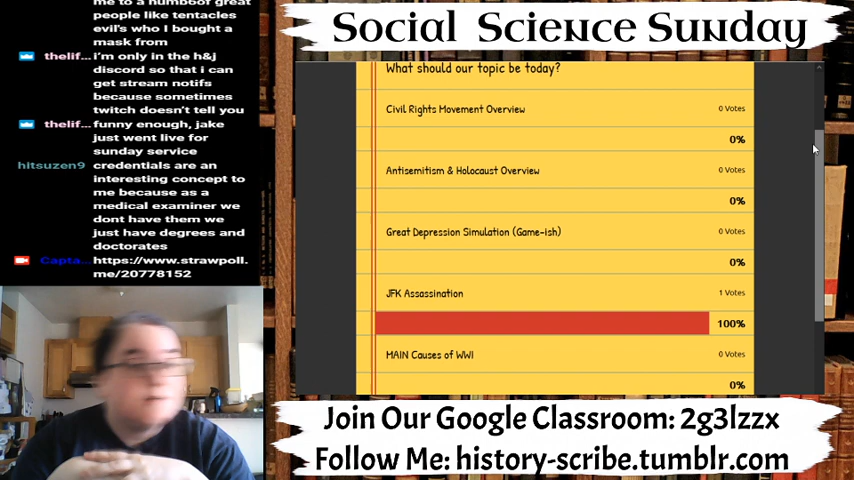 me to a numb6of great
people like tentacles
evil's who I bought a
mask from
thelif... i'm only in the h&j
discord so that i can
get stream notifs
because sometimes
twitch doesn't tell you
thelif... funny enough, jake
just went live for
sunday service
hitsuzen9 credentials are an
interesting concept to
me because as a
medical examiner we
dont have them we
just have degrees and
doctorates
Capta... https://www.strawpoll.
me/20778152
Social Science Sunday
What should our topic be today?
Civil Rights Movement Overview 0 Votes
0%
Antisemitism & Holocaust Overview 0 Votes
0%
Great Depression Simulation (Game-ish) 0 Votes
0%
JFK Assassination 1 Votes
100%
MAIN Causes of WWI 0 Votes
0%
Join Our Google Classroom: 2g3lzzx
Follow Me: history-scribe.tumblr.com